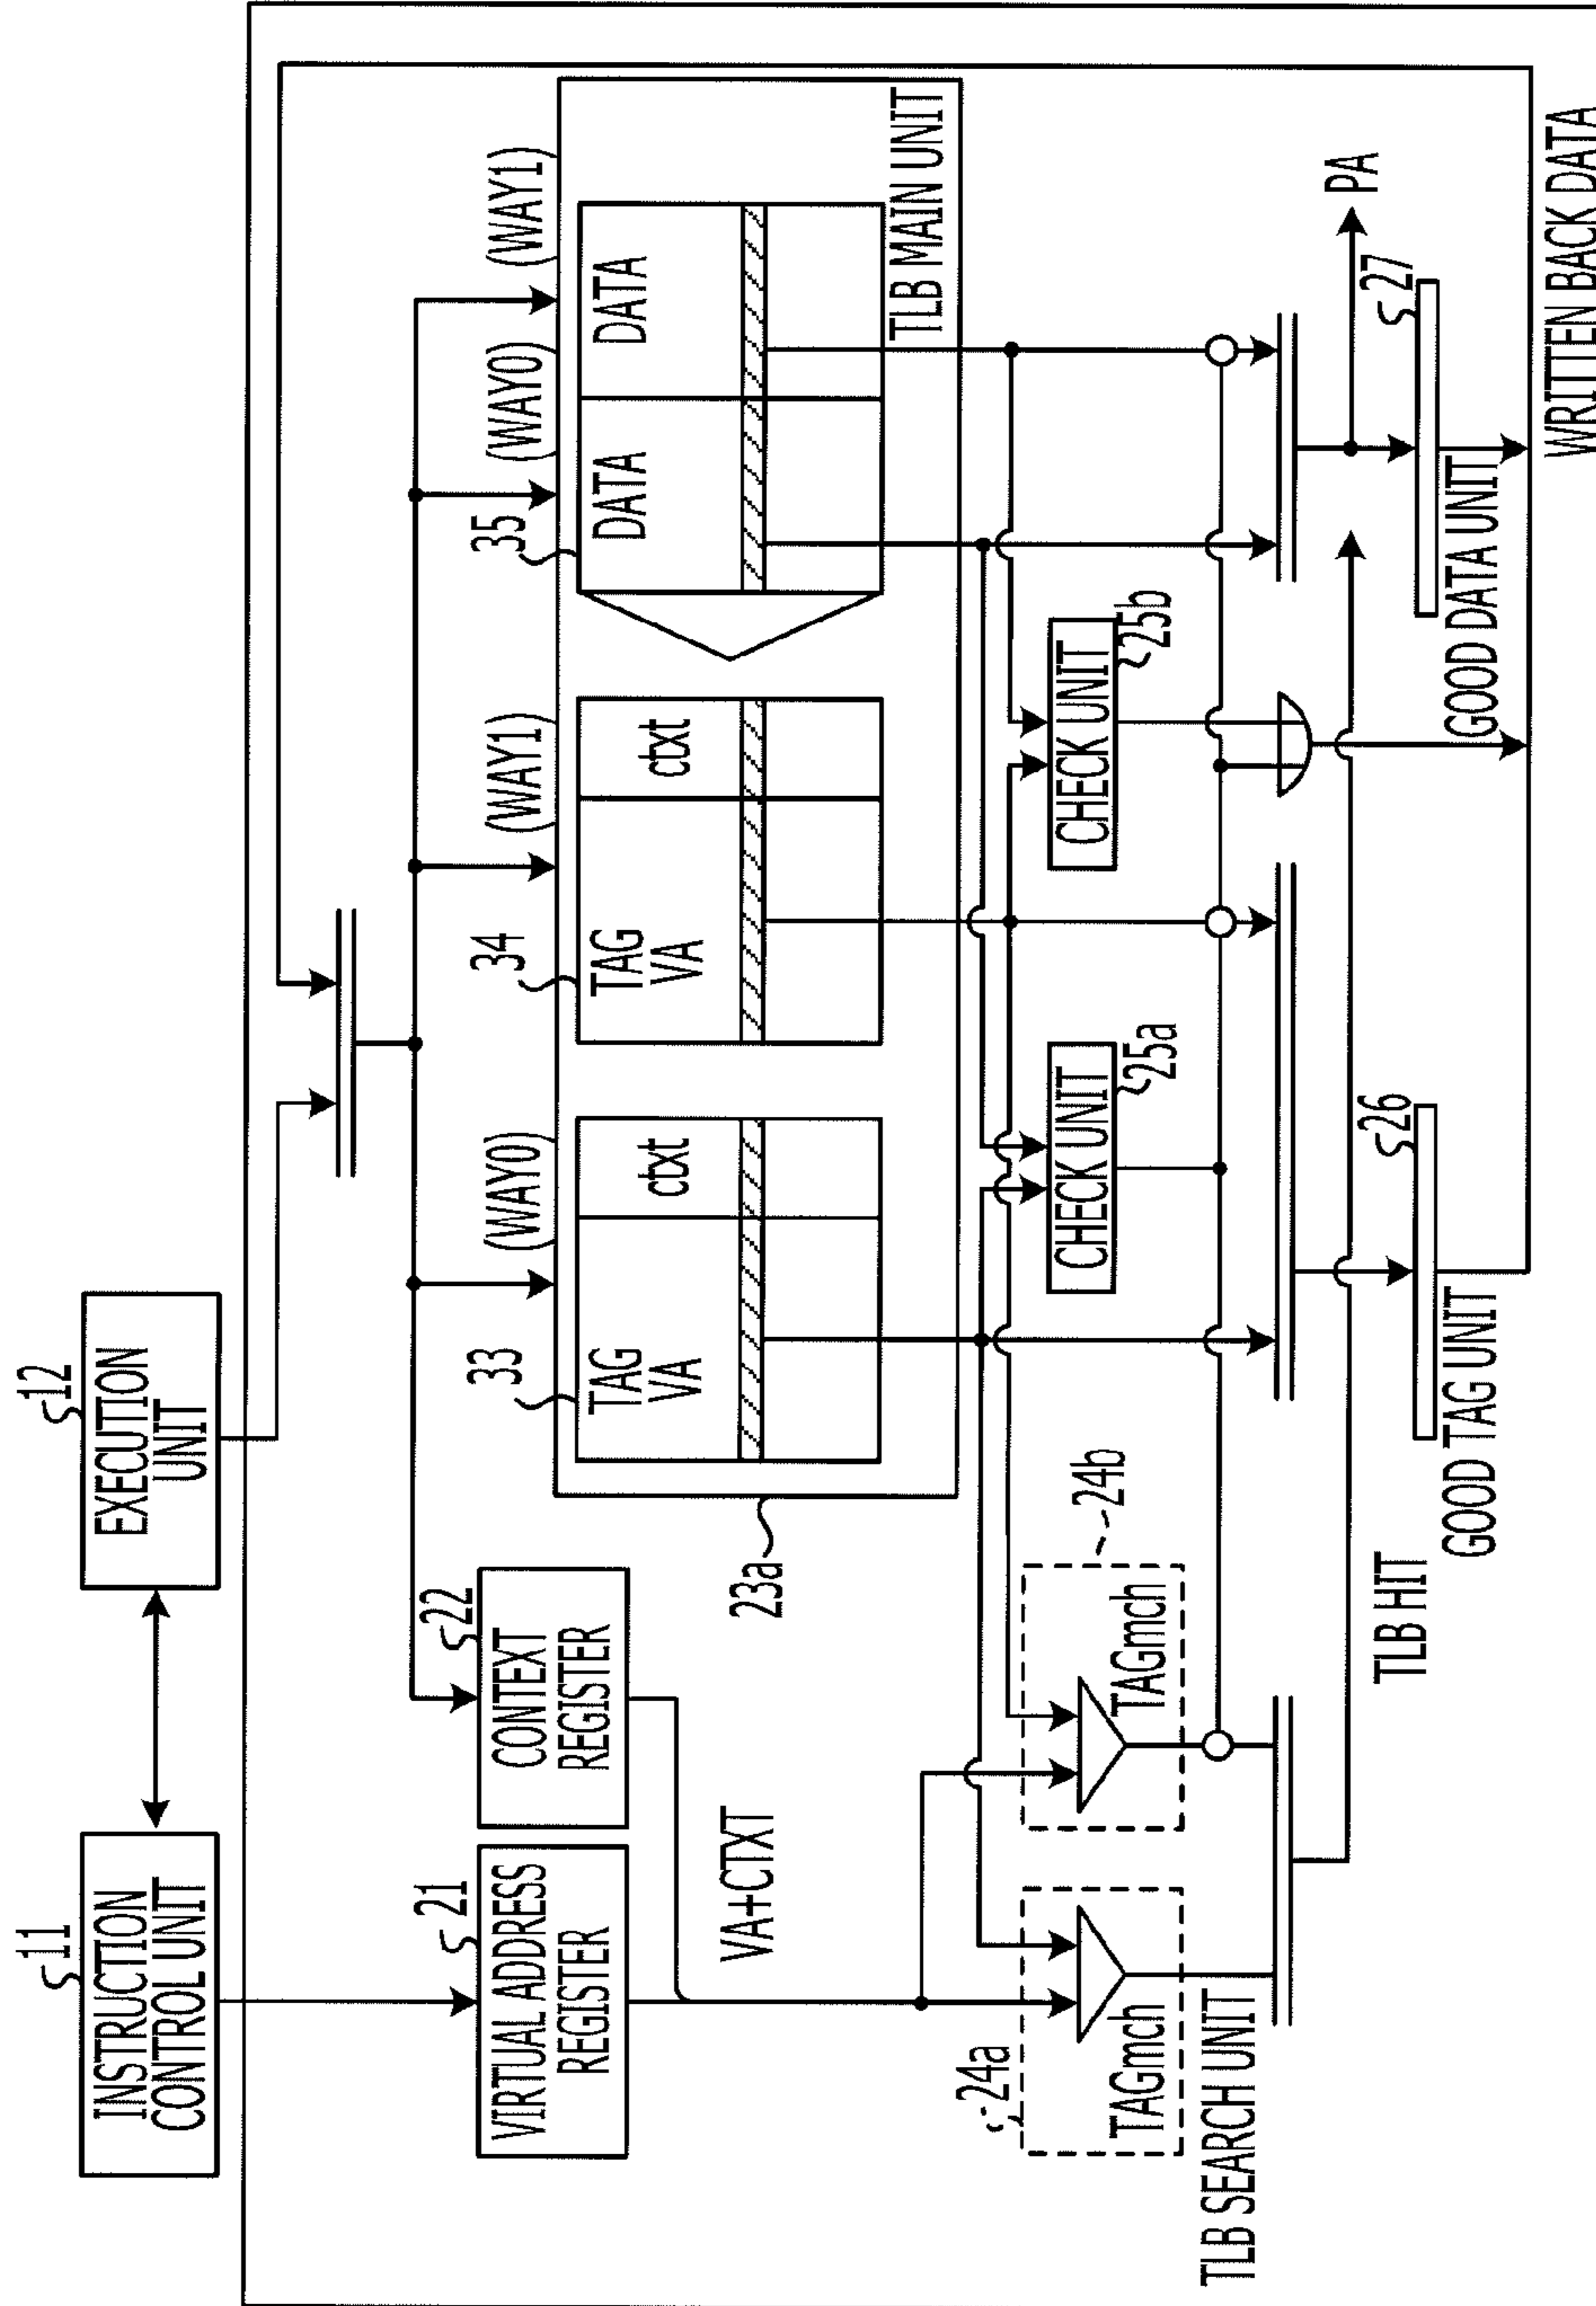 11
INSTRUCTION
CONTROL UNIT
12
EXECUTION
UNIT
21
VIRTUAL ADDRESS
REGISTER
22
CONTEXT
REGISTER
VA+CTXT
23a
33
(WAY0)
TAG
VA
ctxt
34
(WAY1)
TAG
VA
ctxt
35
(WAY0)
(WAY1)
DATA
DATA
TLB MAIN UNIT
24a
TAGmch
24b
TAGmch
TLB SEARCH UNIT
CHECK UNIT
25a
CHECK UNIT
25b
TLB HIT
PA
26
GOOD TAG UNIT
27
GOOD DATA UNIT
WRITTEN BACK DATA